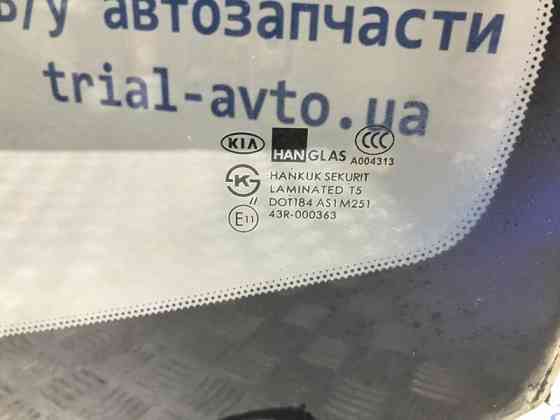 б/у автозапчасти
trial-avto.ua
KIA HANGLAS CCC
A004313
HANKUK SEKURIT
LAMINATED T5
DOT184 AS1 M251
E11 43R-000363